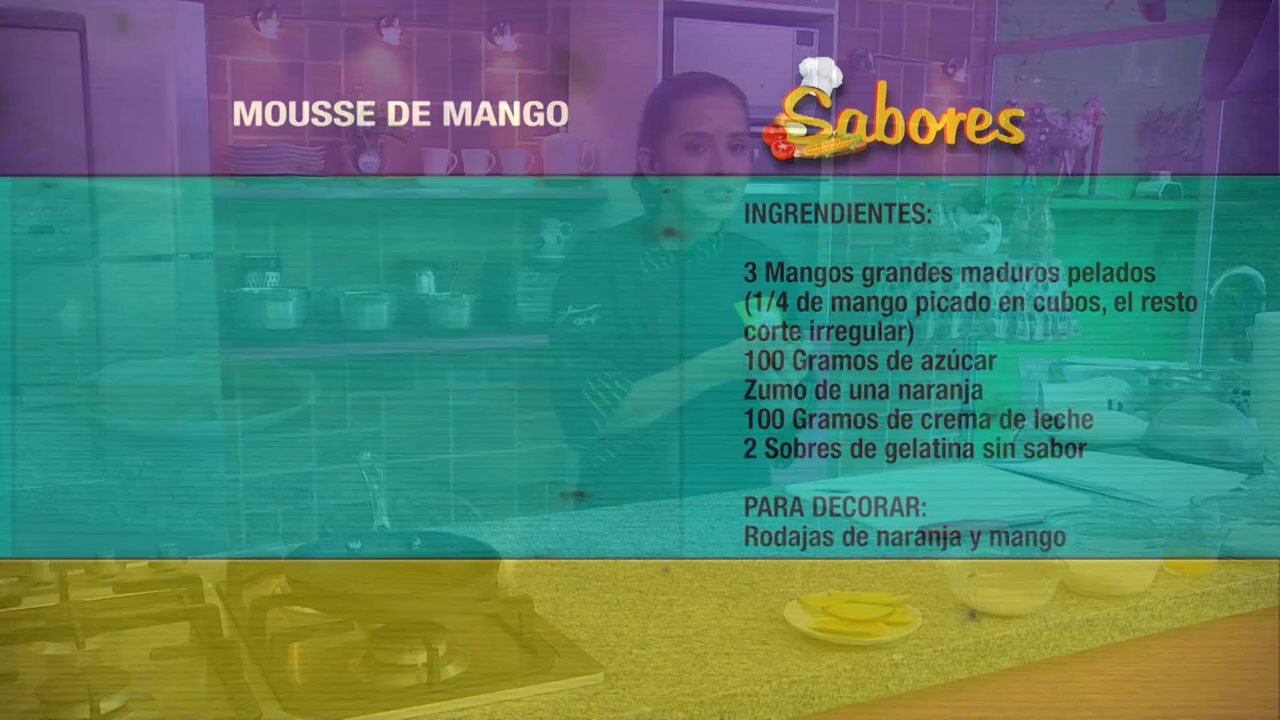 MOUSSE DE MANGO
Sabores
INGRENDIENTES:
3 Mangos grandes maduros pelados
(1/4 de mango picado en cubos, el resto
corte irregular)
100 Gramos de azúcar
Zumo de una naranja
100 Gramos de crema de leche
2 Sobres de gelatina sin sabor
PARA DECORAR:
Rodajas de naranja y mango